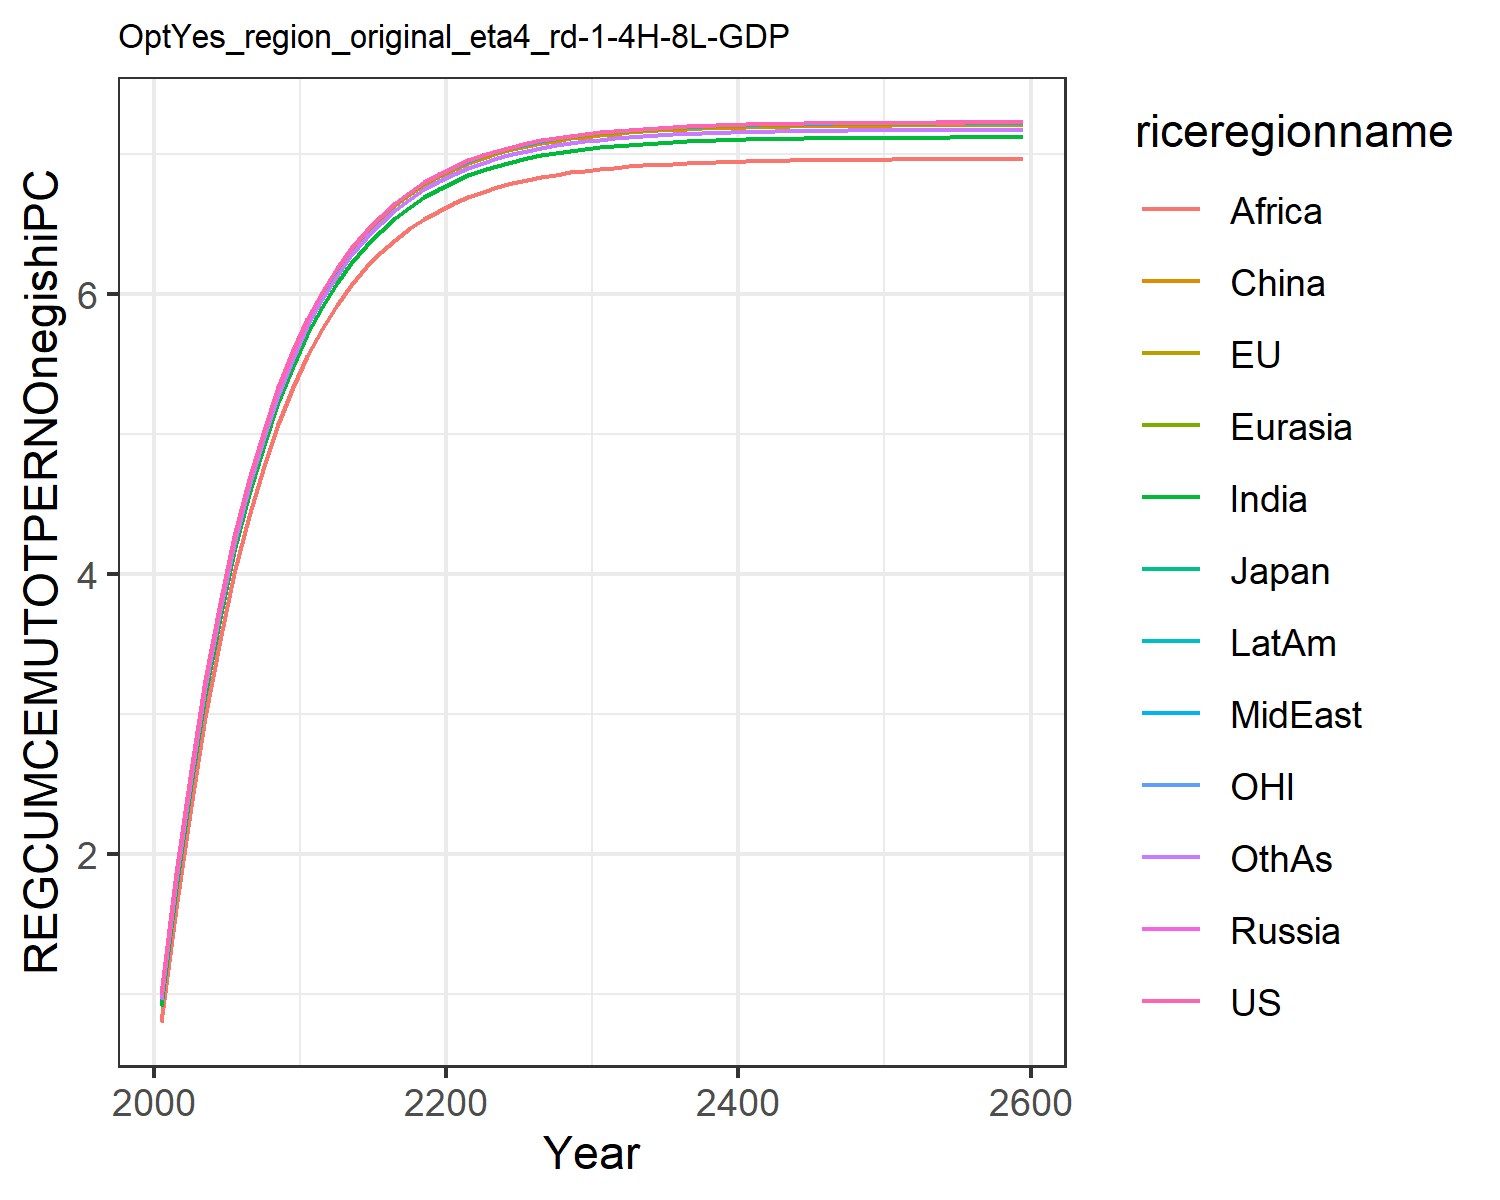 OptYes_region_original_eta4_rd-1-4H-8L-GDP
REGCUMCEMUTOTPERNOnegishiPC
6
4
2
2000
2200
2400
2600
Year
riceregionname
Africa
China
EU
Eurasia
India
Japan
LatAm
MidEast
OHI
OthAs
Russia
US